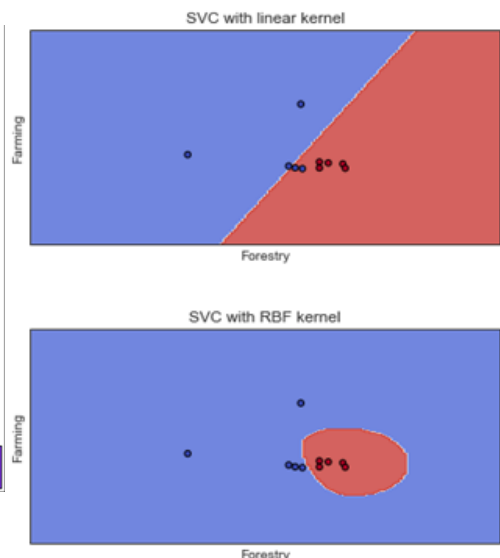 SVC with linear kernel
Farming
Forestry
SVC with RBF kernel
Farming
Forestry